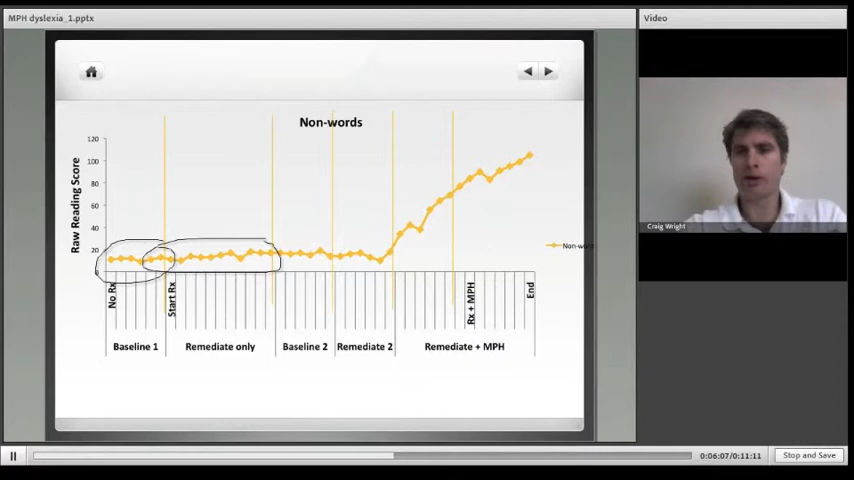 MPH dyslexia_1.pptx
Video
Non-words
Raw Reading Score
120
100
80
60
40
20
Non-wor
Craig Wright
No Rx
Start Rx
Rx + MPH
End
Baseline 1
Remediate only
Baseline 2
Remediate 2
Remediate + MPH
0:06:07/0:11:11
Stop and Save